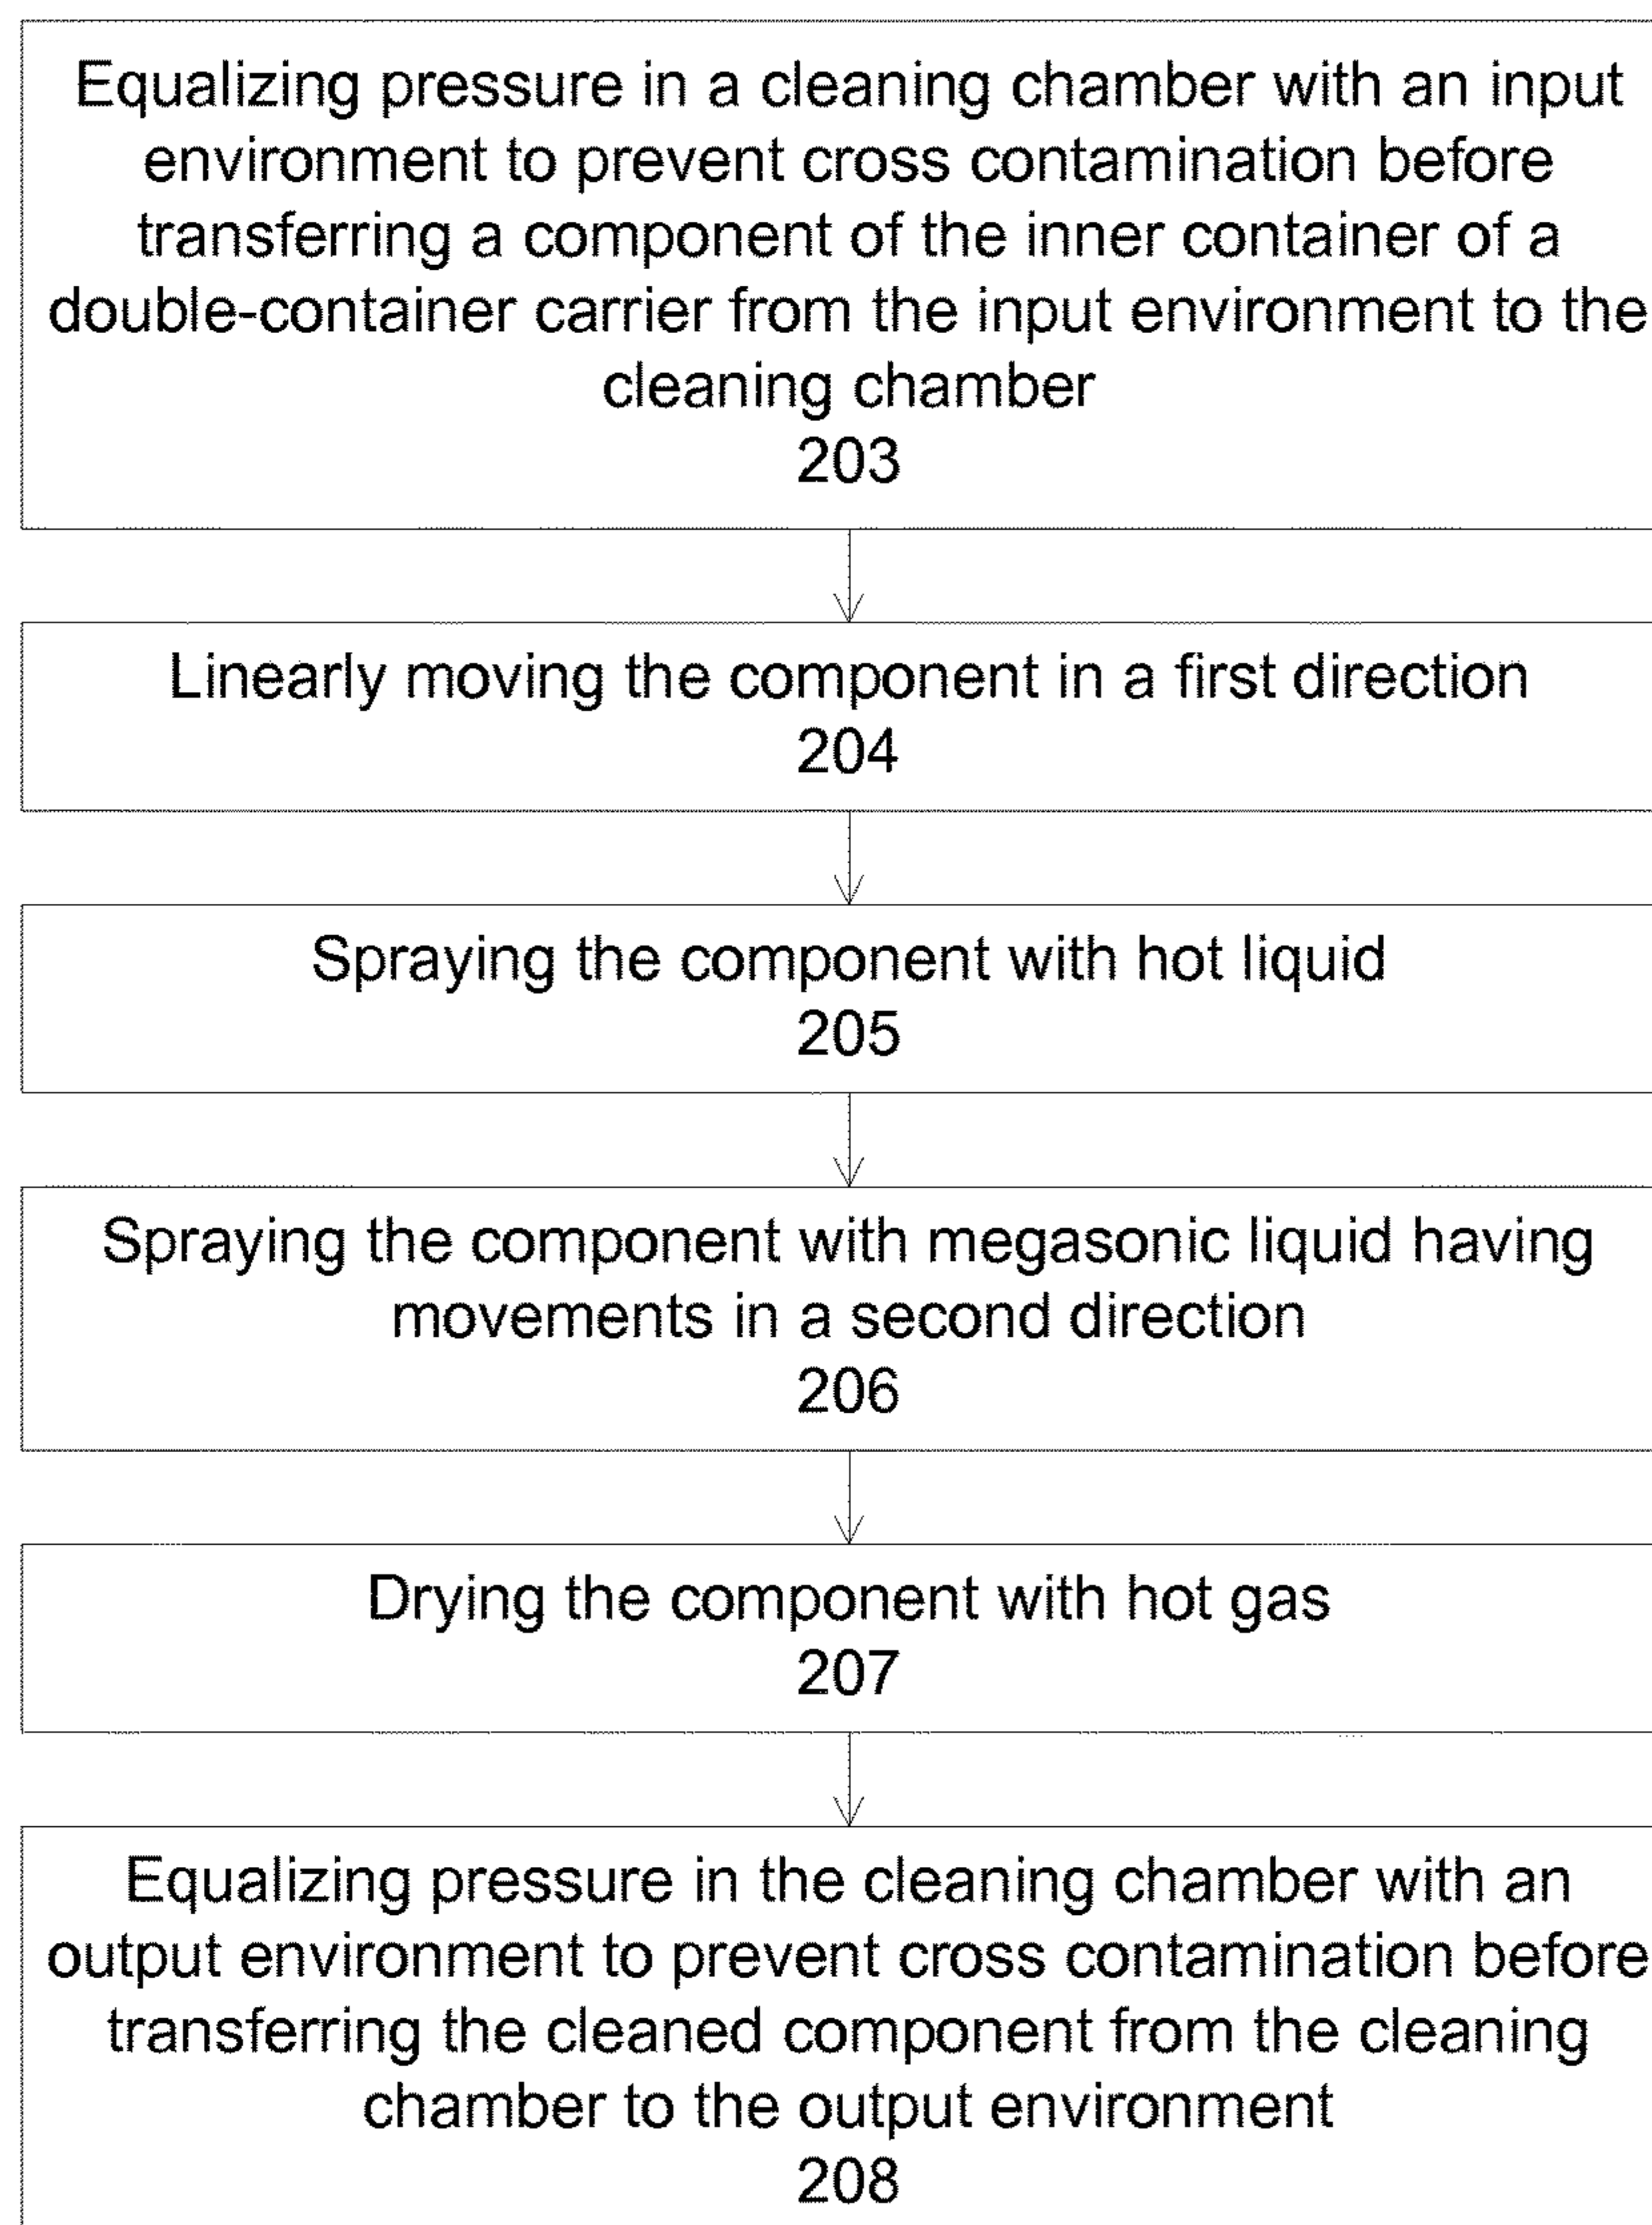 Equalizing pressure in a cleaning chamber with an input
environment to prevent cross contamination before
transferring a component of the inner container of a
double-container carrier from the input environment to the
cleaning chamber
203
Linearly moving the component in a first direction
204
Spraying the component with hot liquid
205
Spraying the component with megasonic liquid having
movements in a second direction
206
Drying the component with hot gas
207
Equalizing pressure in the cleaning chamber with an
output environment to prevent cross contamination before
transferring the cleaned component from the cleaning
chamber to the output environment
208